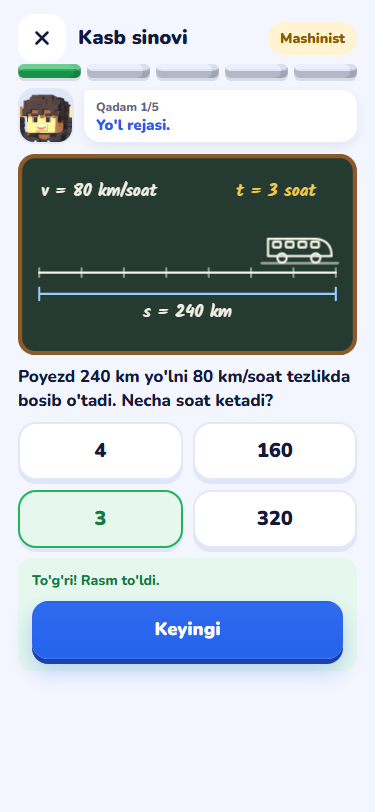 Kasb sinovi
Mashinist
Qadam 1/5
Yo'l rejasi.
v = 80 km/soat
t = 3 soat
s = 240 km
Poyezd 240 km yo'lni 80 km/soat tezlikda
bosib o'tadi. Necha soat ketadi?
4
160
3
320
To'g'ri! Rasm to'ldi.
Keyingi